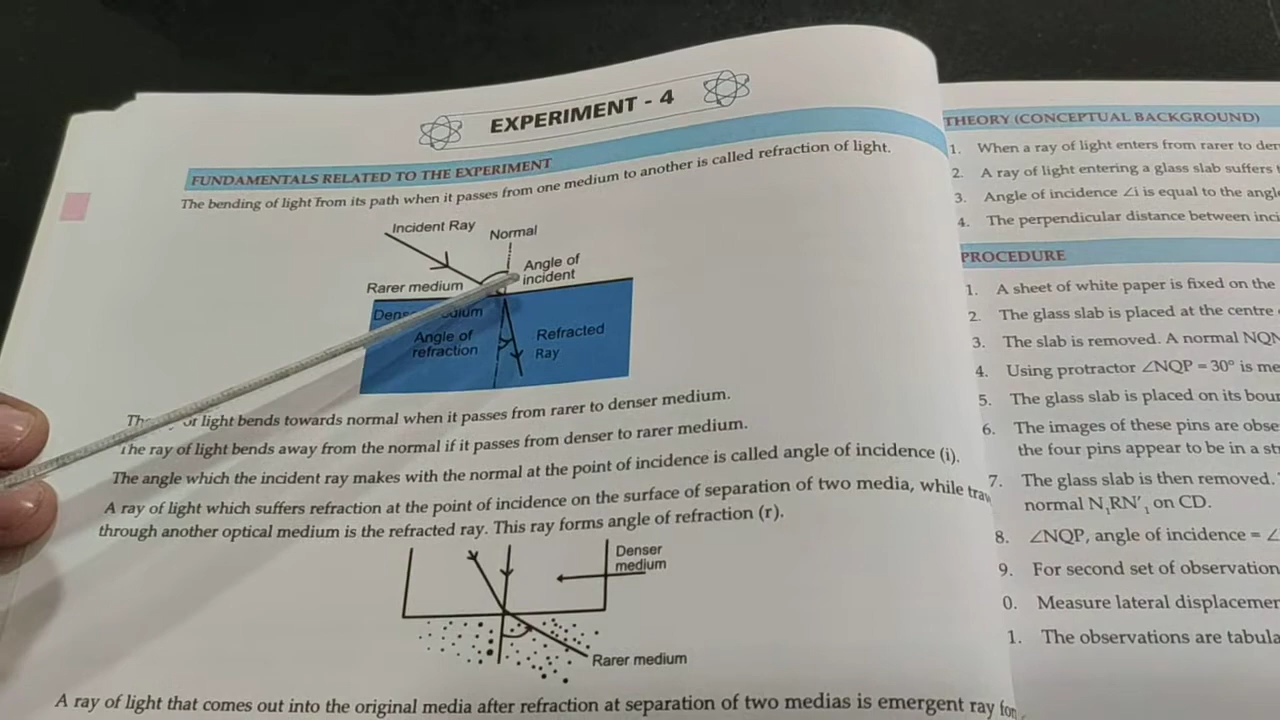 EXPERIMENT - 4
FUNDAMENTALS RELATED TO THE EXPERIMENT
The bending of light from its path when it passes from one medium to another is called refraction of light.
Incident Ray
Normal
Angle of
incident
Rarer medium
Angle of
refraction
Refracted
Ray
light bends towards normal when it passes from rarer to denser medium.
The ray of light bends away from the normal if it passes from denser to rarer medium.
The angle which the incident ray makes with the normal at the point of incidence is called angle of incidence (i).
A ray of light which suffers refraction at the point of incidence on the surface of separation of two media, while
through another optical medium is the refracted ray. This ray forms angle of refraction (r).
Denser
medium
Rarer medium
A ray of light that comes out into the original media after refraction at separation of two medias is emergent ray
THEORY (CONCEPTUAL BACKGROUND)
1. When a ray of light enters from rarer to
2. A ray of light entering a glass slab suffers
3. Angle of incidence ∠i is equal to the
4. The perpendicular distance between
PROCEDURE
1. A sheet of white paper is fixed on the
2. The glass slab is placed at the centre
3. The slab is removed. A normal
4. Using protractor ∠NQP = 30° is
5. The glass slab is placed on its
6. The images of these pins are
the four pins appear to be in a
7. The glass slab is then removed.
normal N₁RN'₁ on CD.
8. ∠NQP, angle of incidence = ∠
9. For second set of observation
0. Measure lateral
1. The observations are